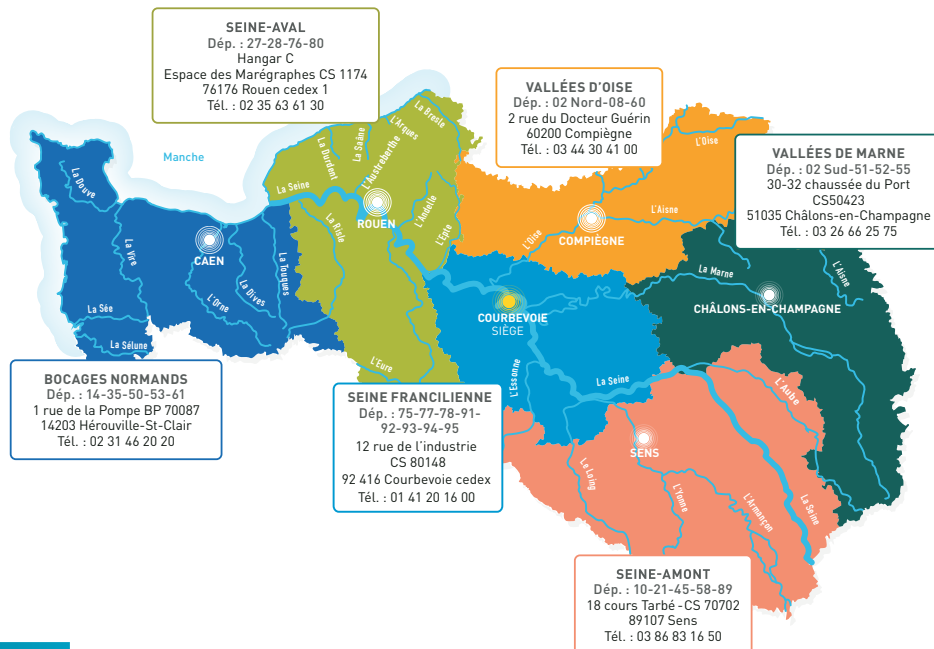 SEINE-AVAL
Dép. : 27-28-76-80
Hangar C
Espace des Marégraphes CS 1174
76176 Rouen cedex 1
Tél. : 02 35 63 61 30
VALLÉES D'OISE
Dép. : 02 Nord-08-60
2 rue du Docteur Guérin
60200 Compiègne
Tél. : 03 44 30 41 00
VALLÉES DE MARNE
Dép. : 02 Sud-51-52-55
30-32 chaussée du Port
CS50423
51035 Châlons-en-Champagne
Tél. : 03 26 66 25 75
Manche
La Douve
La Vire
La Sée
La Sélune
CAEN
L'Orne
La Dives
La Touques
La Seine
La Durdent
La Saâne
L'Austreberthe
L'Arques
La Bresle
ROUEN
La Risle
L'Andelle
L'Epte
L'Eure
L'Oise
L'Aisne
COMPIÈGNE
L'Oise
La Marne
L'Aisne
CHÂLONS-EN-CHAMPAGNE
COURBEVOIE
SIÈGE
L'Essonne
La Seine
L'Aube
SENS
Le Loing
L'Yonne
L'Armançon
La Seine
BOCAGES NORMANDS
Dép. : 14-35-50-53-61
1 rue de la Pompe BP 70087
14203 Hérouville-St-Clair
Tél. : 02 31 46 20 20
SEINE FRANCILIENNE
Dép. : 75-77-78-91-
92-93-94-95
12 rue de l'industrie
CS 80148
92 416 Courbevoie cedex
Tél. : 01 41 20 16 00
SEINE-AMONT
Dép. : 10-21-45-58-89
18 cours Tarbé -CS 70702
89107 Sens
Tél. : 03 86 83 16 50